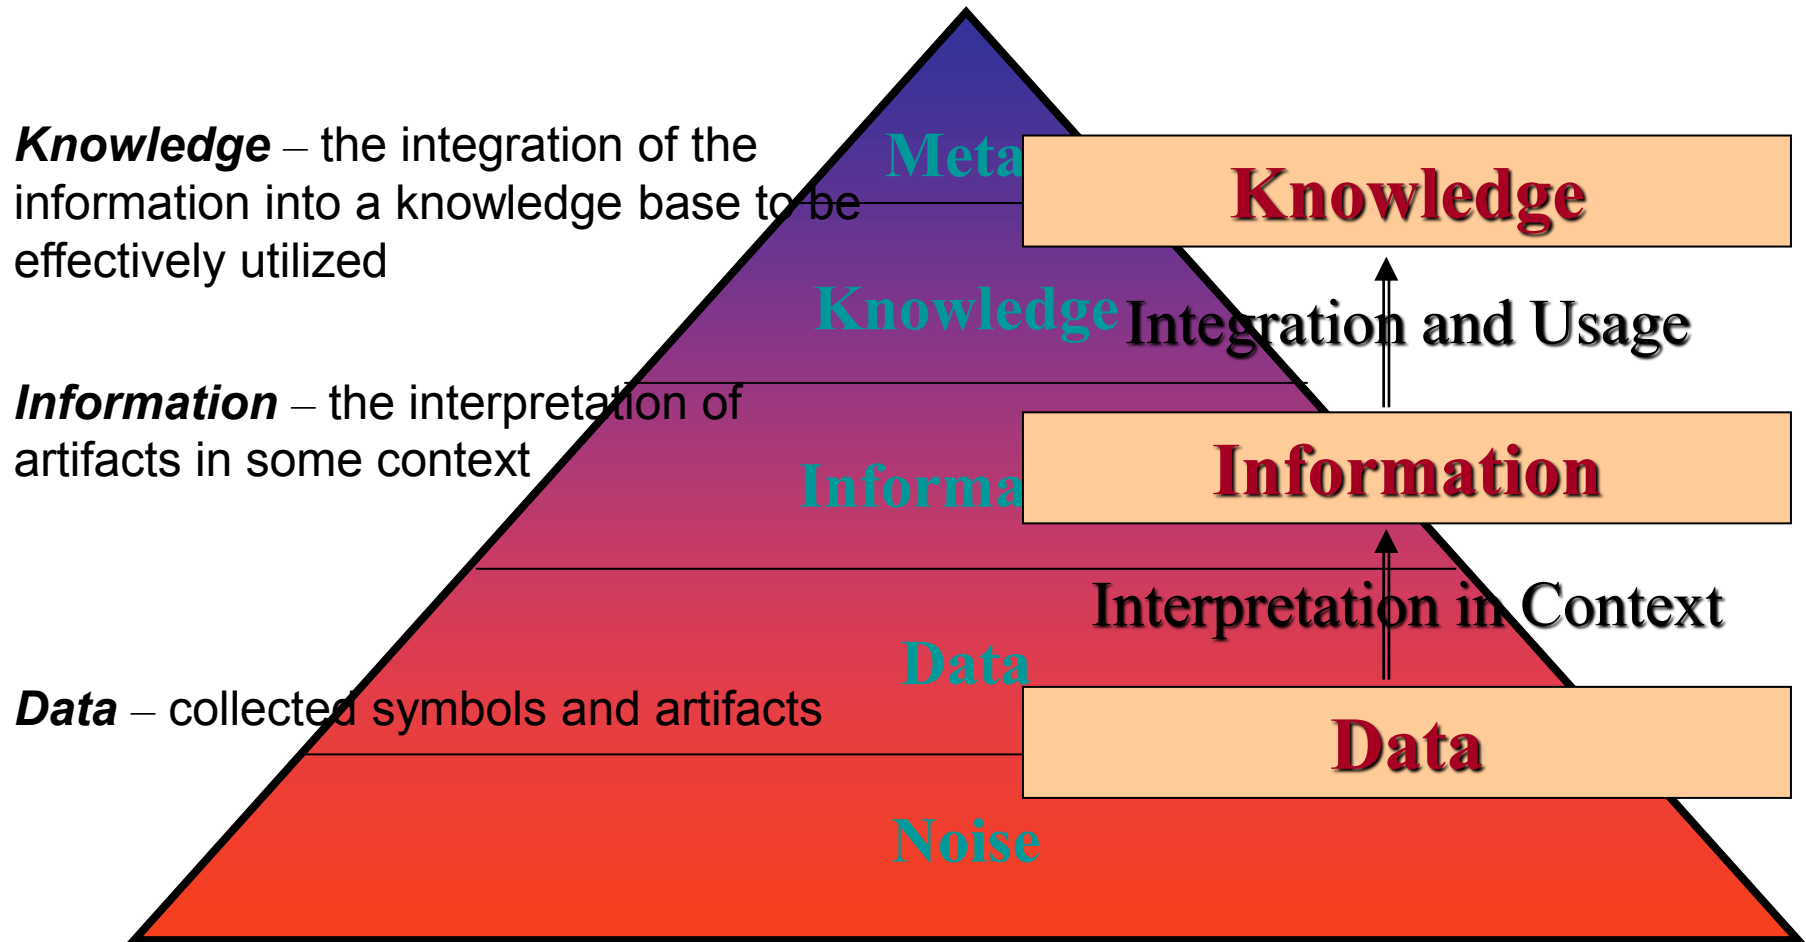 Knowledge – the integration of the
information into a knowledge base to be
effectively utilized
Information – the interpretation of
artifacts in some context
Data – collected symbols and artifacts
Meta
Knowledge
Informa
Data
Noise
Knowledge
Integration and Usage
Information
Interpretation in Context
Data